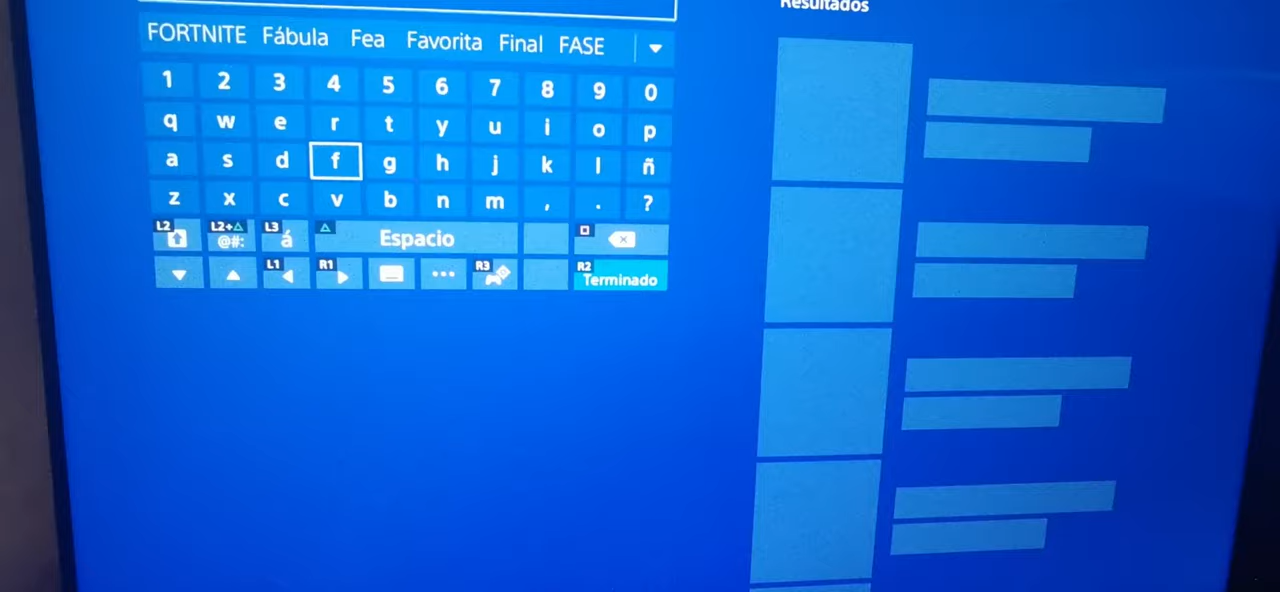 Resultados
FORTNITE Fábula Fea Favorita Final FASE
1 2 3 4 5 6 7 8 9 0
q w e r t y u i o p
a s d f g h j k l ñ
z x c v b n m , . ?
L2 L2+△ @#: L3 á △ Espacio □
L1 R1 ... R3 R2 Terminado